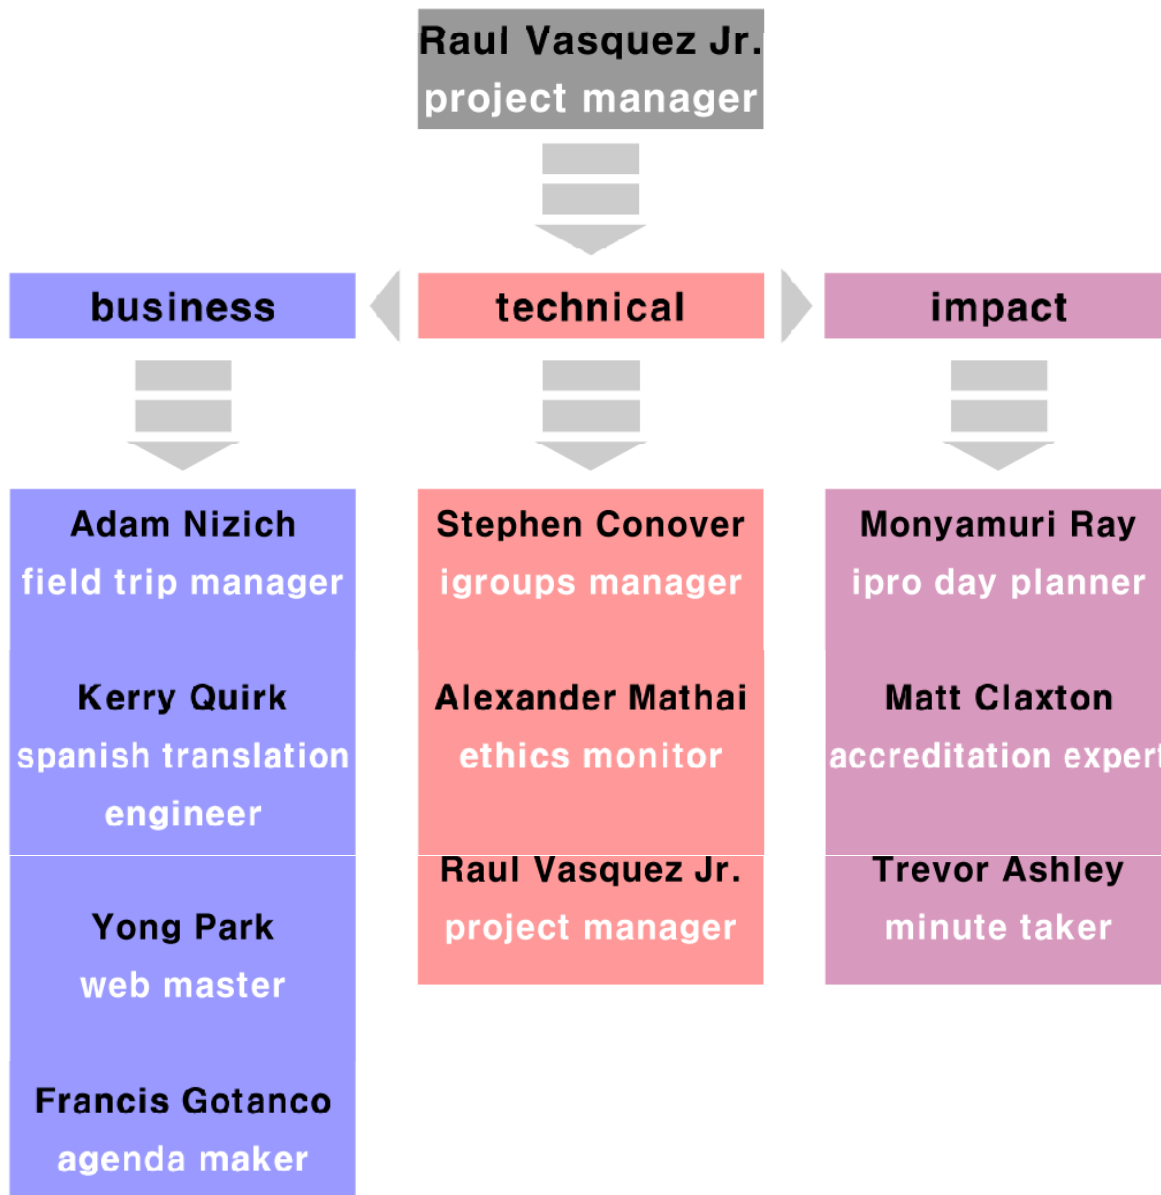 Raul Vasquez Jr.
project manager
business
technical
impact
Adam Nizich
field trip manager
Kerry Quirk
spanish translation
engineer
Yong Park
web master
Francis Gotanco
agenda maker
Stephen Conover
igroups manager
Alexander Mathai
ethics monitor
Raul Vasquez Jr.
project manager
Monyamuri Ray
ipro day planner
Matt Claxton
accreditation expert
Trevor Ashley
minute taker